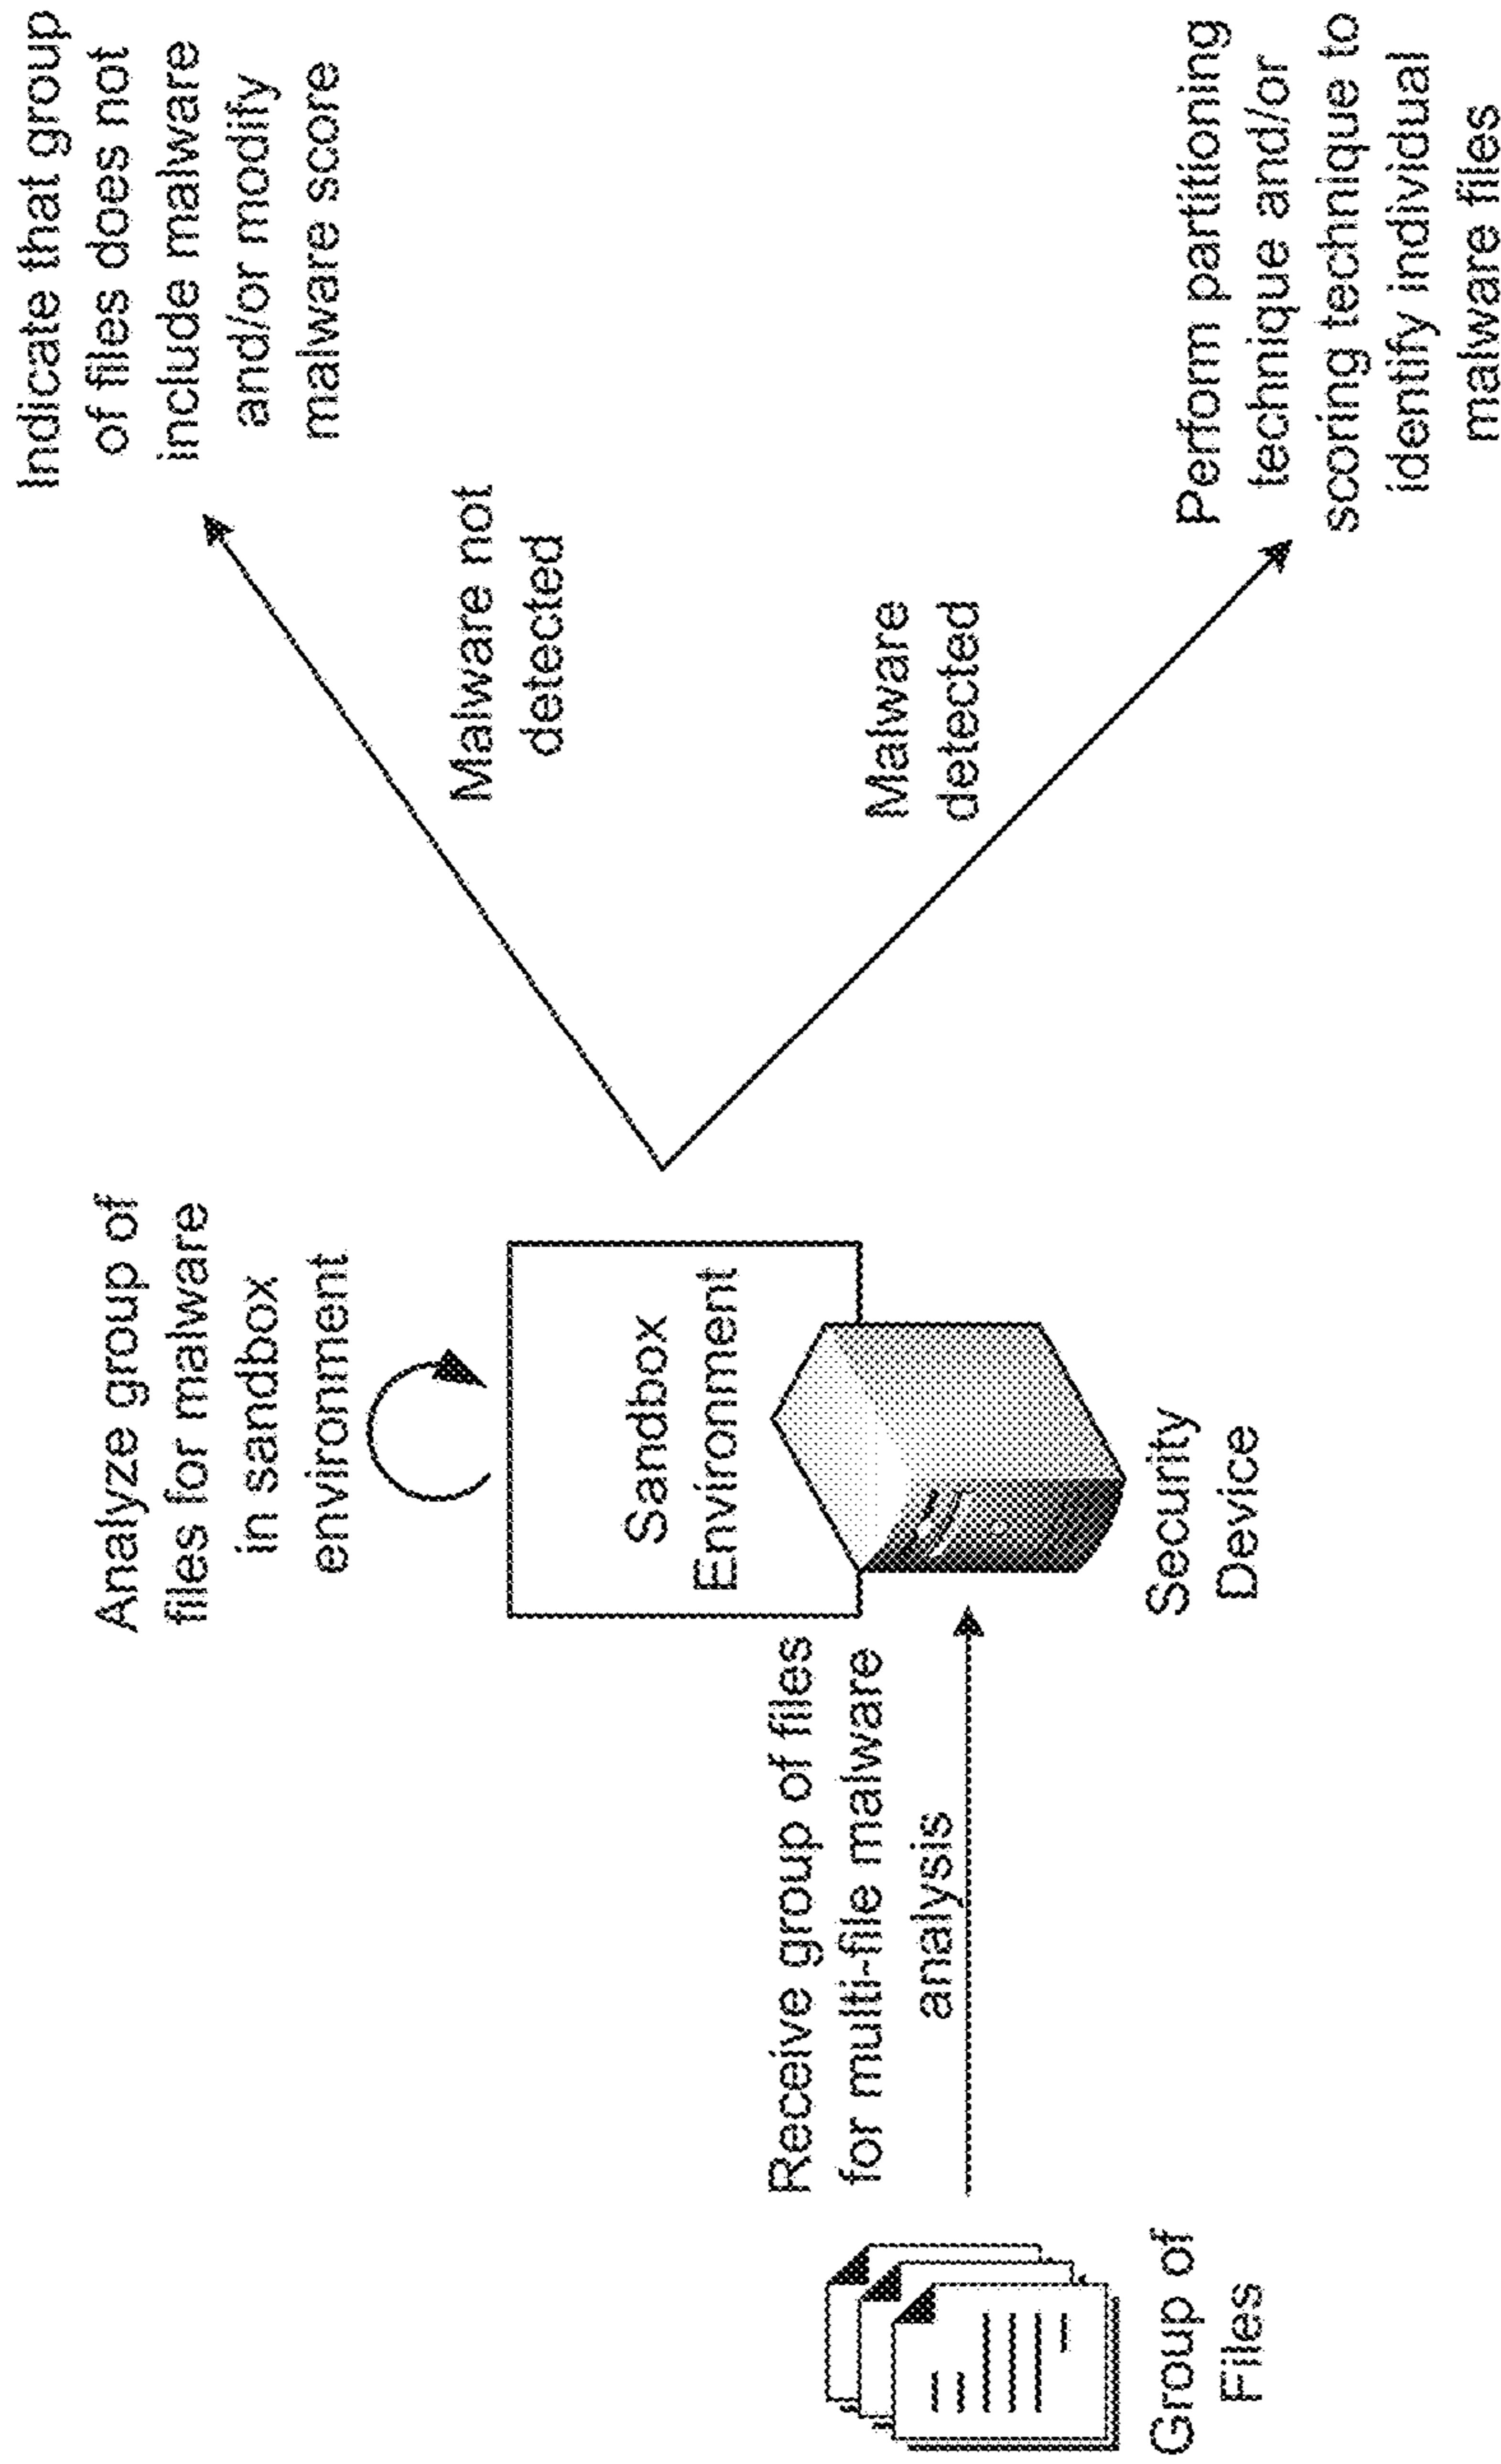 Group of
Files
Receive group of files
for multi-file malware
analysis
Analyze group of
files for malware
in sandbox
environment
Sandbox
Environment
Security
Device
Malware not
detected
Indicate that group
of files does not
include malware
and/or modify
malware score
Malware
detected
Perform partitioning
technique and/or
scoring technique to
identify individual
malware files